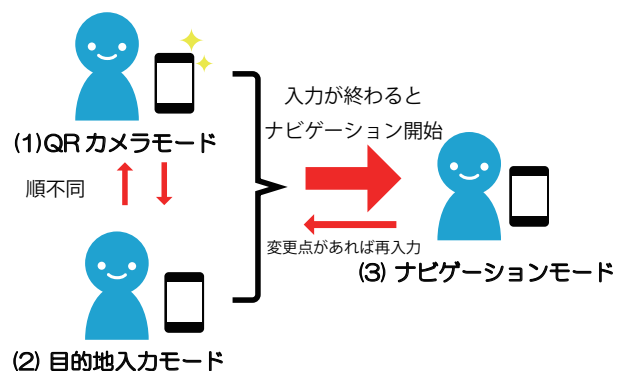 (1)QRカメラモード
順不同
(2) 目的地入力モード
入力が終わると
ナビゲーション開始
変更点があれば再入力
(3) ナビゲーションモード